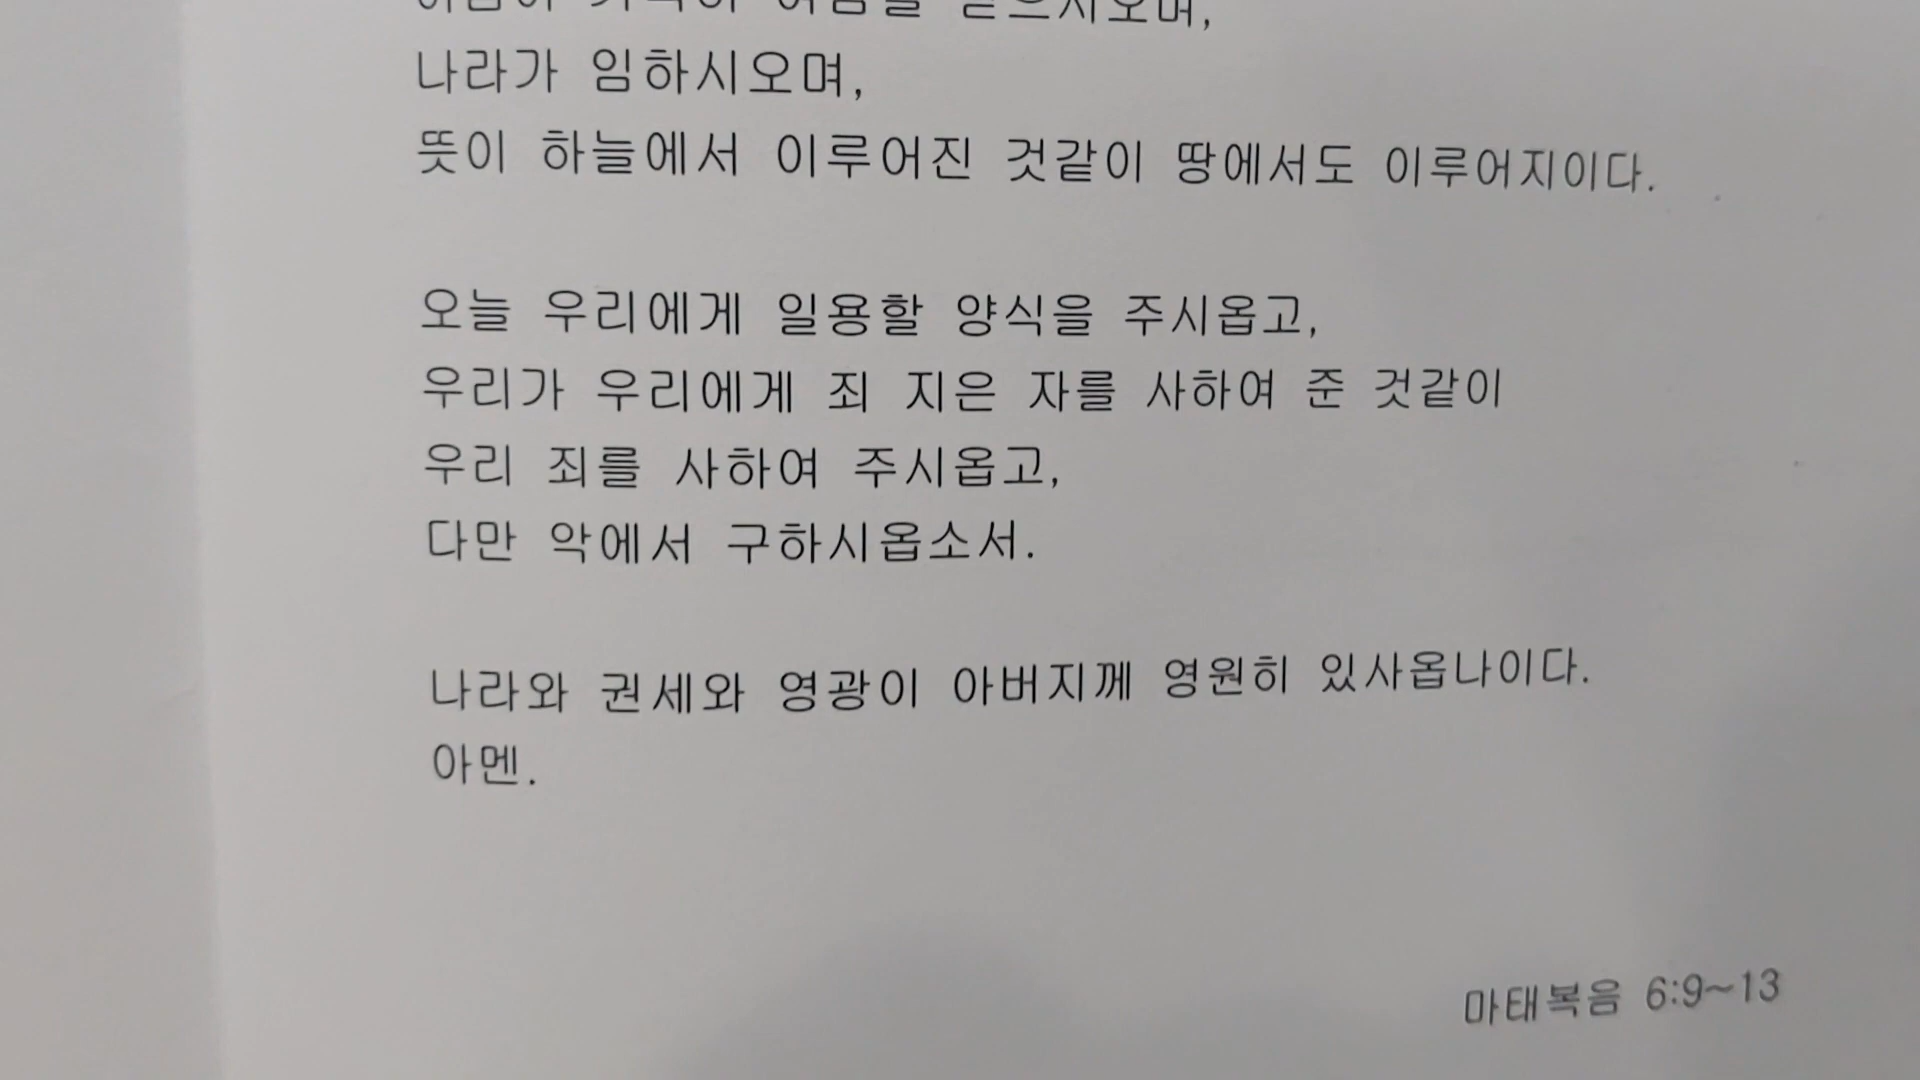 나라가 임하시오며,
뜻이 하늘에서 이루어진 것같이 땅에서도 이루어지이다.
오늘 우리에게 일용할 양식을 주시옵고,
우리가 우리에게 죄 지은 자를 사하여 준 것같이
우리 죄를 사하여 주시옵고,
다만 악에서 구하시옵소서.
나라와 권세와 영광이 아버지께 영원히 있사옵나이다.
아멘.
마태복음 6:9~13